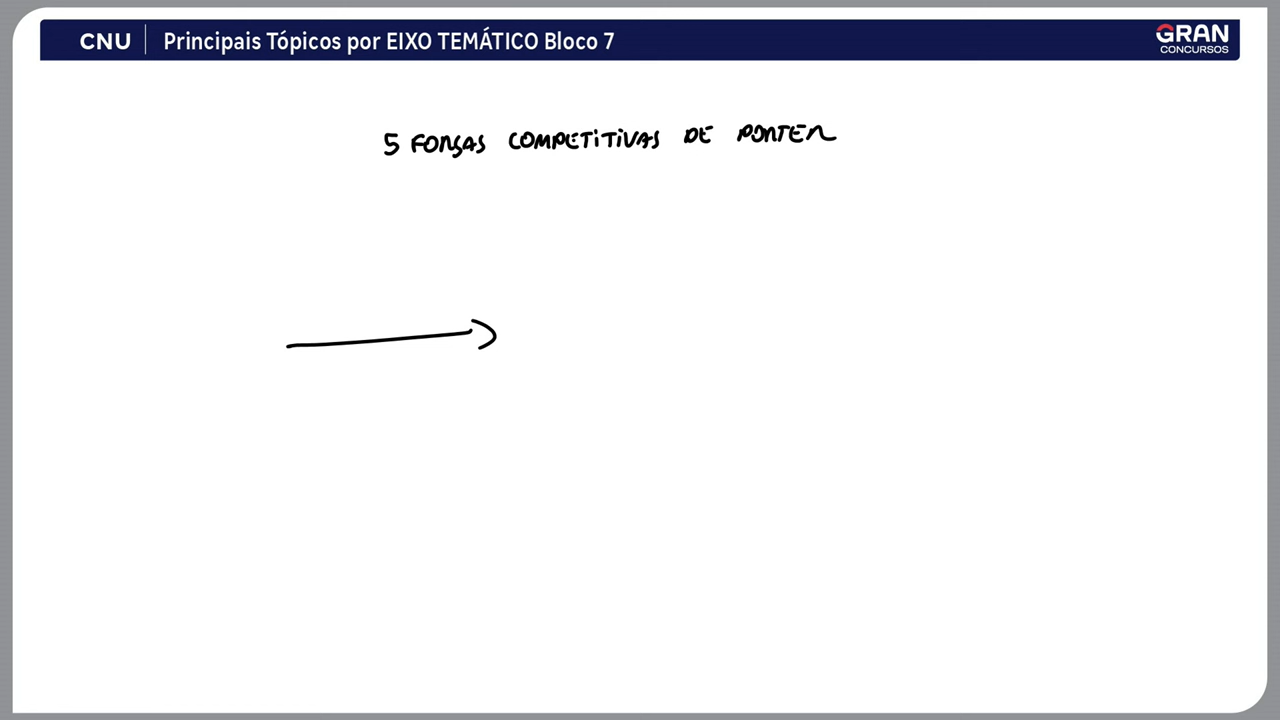 CNU Principais Tópicos por EIXO TEMÁTICO Bloco 7
GRAN
CONCURSOS
5 FORÇAS COMPETITIVAS DE PORTER